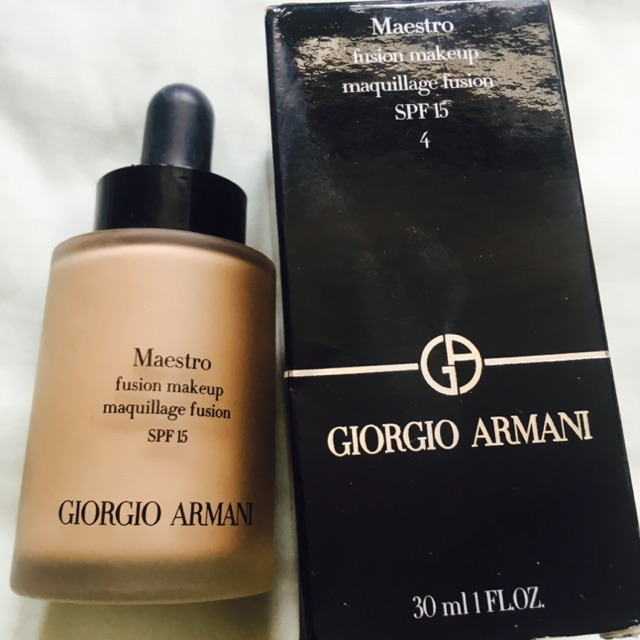 Maestro
fusion makeup
maquillage fusion
SPF 15
GIORGIO ARMANI
Maestro
fusion makeup
maquillage fusion
SPF 15
4
GA
GIORGIO ARMANI
30 ml 1 FL.OZ.